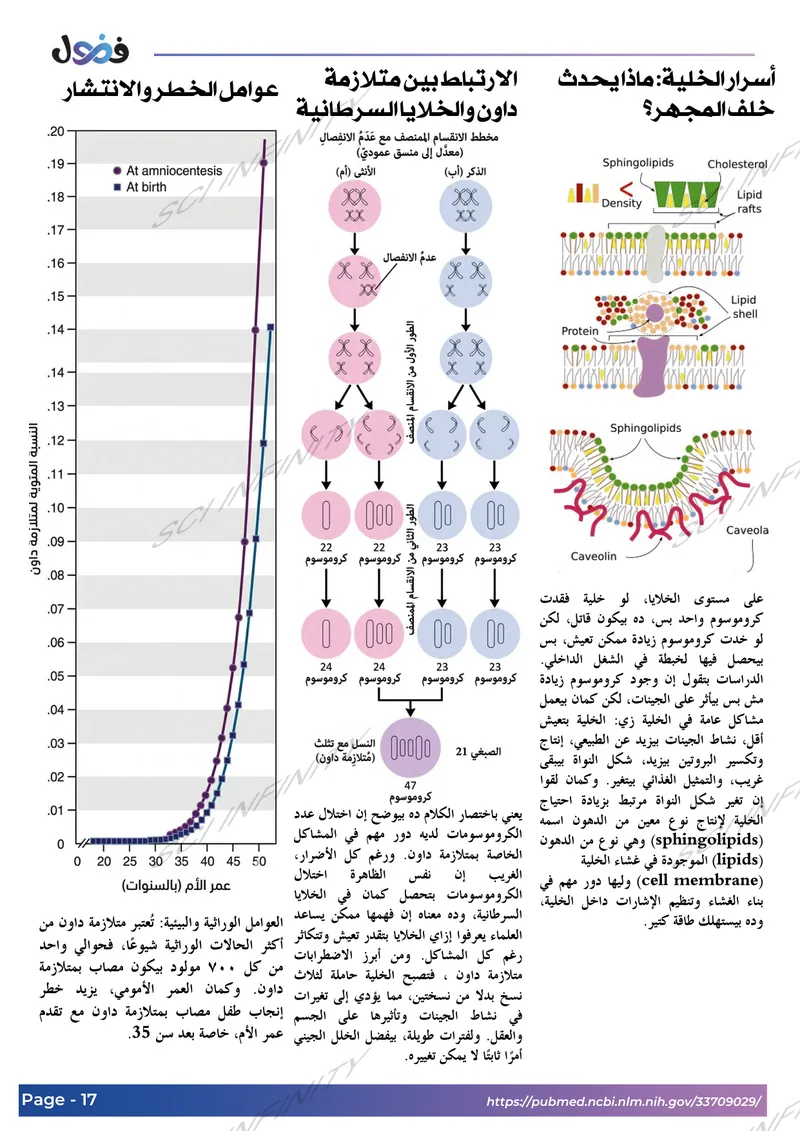 فضول
أسرار الخلية: ماذا يحدث
خلف المجهر؟
Sphingolipids
Cholesterol
Density
Lipid
rafts
Lipid
shell
Protein
Sphingolipids
Caveola
Caveolin
على مستوى الخلايا، لو خلية فقدت
كروموسوم واحد بس، ده بيكون قاتل، لكن
لو خدت كروموسوم زيادة ممكن تعيش، بس
بيحصل فيها لخبطة في الشغل الداخلي.
الدراسات بتقول إن وجود كروموسوم زيادة
مش بس بيأثر على الجينات، لكن كمان بيعمل
مشاكل عامة في الخلية زي: الخلية بتعيش
أقل، نشاط الجينات بيزيد عن الطبيعي، إنتاج
وتكسير البروتين بيزيد، شكل النواة بيبقى
غريب، والتمثيل الغذائي بيتغير. وكمان لقوا
إن تغير شكل النواة مرتبط بزيادة احتياج
الخلية لإنتاج نوع معين من الدهون اسمه
(sphingolipids) وهي نوع من الدهون
(lipids) الموجودة في غشاء الخلية
(cell membrane) وليها دور مهم في
بناء الغشاء وتنظيم الإشارات داخل الخلية،
وده بيستهلك طاقة كتير.
الارتباط بين متلازمة
داون والخلايا السرطانية
مخطط الانقسام المنصف مع عَدَمُ الانفِصالِ
(معدَّل إلى منسق عموديّ)
الذكر (أب)
الأنثى (أم)
عدمُ الانفصال
الطور الأول من الانقسام المنصف
الطور الثاني من الانقسام المنصف
23
كروموسوم
23
كروموسوم
22
كروموسوم
22
كروموسوم
23
كروموسوم
23
كروموسوم
24
كروموسوم
24
كروموسوم
الصبغي 21
النسل مع تثلث
(مُتلازِمة داون)
47
كروموسوم
يعني باختصار الكلام ده بيوضح إن اختلال عدد
الكروموسومات لديه دور مهم في المشاكل
الخاصة بمتلازمة داون. ورغم كل الأضرار،
الغريب إن نفس الظاهرة اختلال
الكروموسومات بتحصل كمان في الخلايا
السرطانية، وده معناه إن فهمها ممكن يساعد
العلماء يعرفوا إزاي الخلايا بتقدر تعيش وتتكاثر
رغم كل المشاكل. ومن أبرز الاضطرابات
متلازمة داون ، فتصبح الخلية حاملة لثلاث
نسخ بدلا من نسختين، مما يؤدي إلى تغيرات
في نشاط الجينات وتأثيرها على الجسم
والعقل. ولفترات طويلة، بيفضل الخلل الجيني
أمرًا ثابتًا لا يمكن تغييره.
عوامل الخطر والانتشار
At amniocentesis
At birth
.20
.19
.18
.17
.16
.15
.14
.14
.13
.12
.11
.10
.09
.08
.07
.06
.05
.04
.03
.02
.01
0
0 20 25 30 35 40 45 50
النسبة المئوية لمتلازمة داون
عمر الأم (بالسنوات)
العوامل الوراثية والبيئية: تُعتبر متلازمة داون من
أكثر الحالات الوراثية شيوعًا، فحوالي واحد
من كل ٧٠٠ مولود بيكون مصاب بمتلازمة
داون. وكمان العمر الأمومي، يزيد خطر
إنجاب طفل مصاب بمتلازمة داون مع تقدم
عمر الأم، خاصة بعد سن 35.
SCI INFINITY
Page - 17
https://pubmed.ncbi.nlm.nih.gov/33709029/